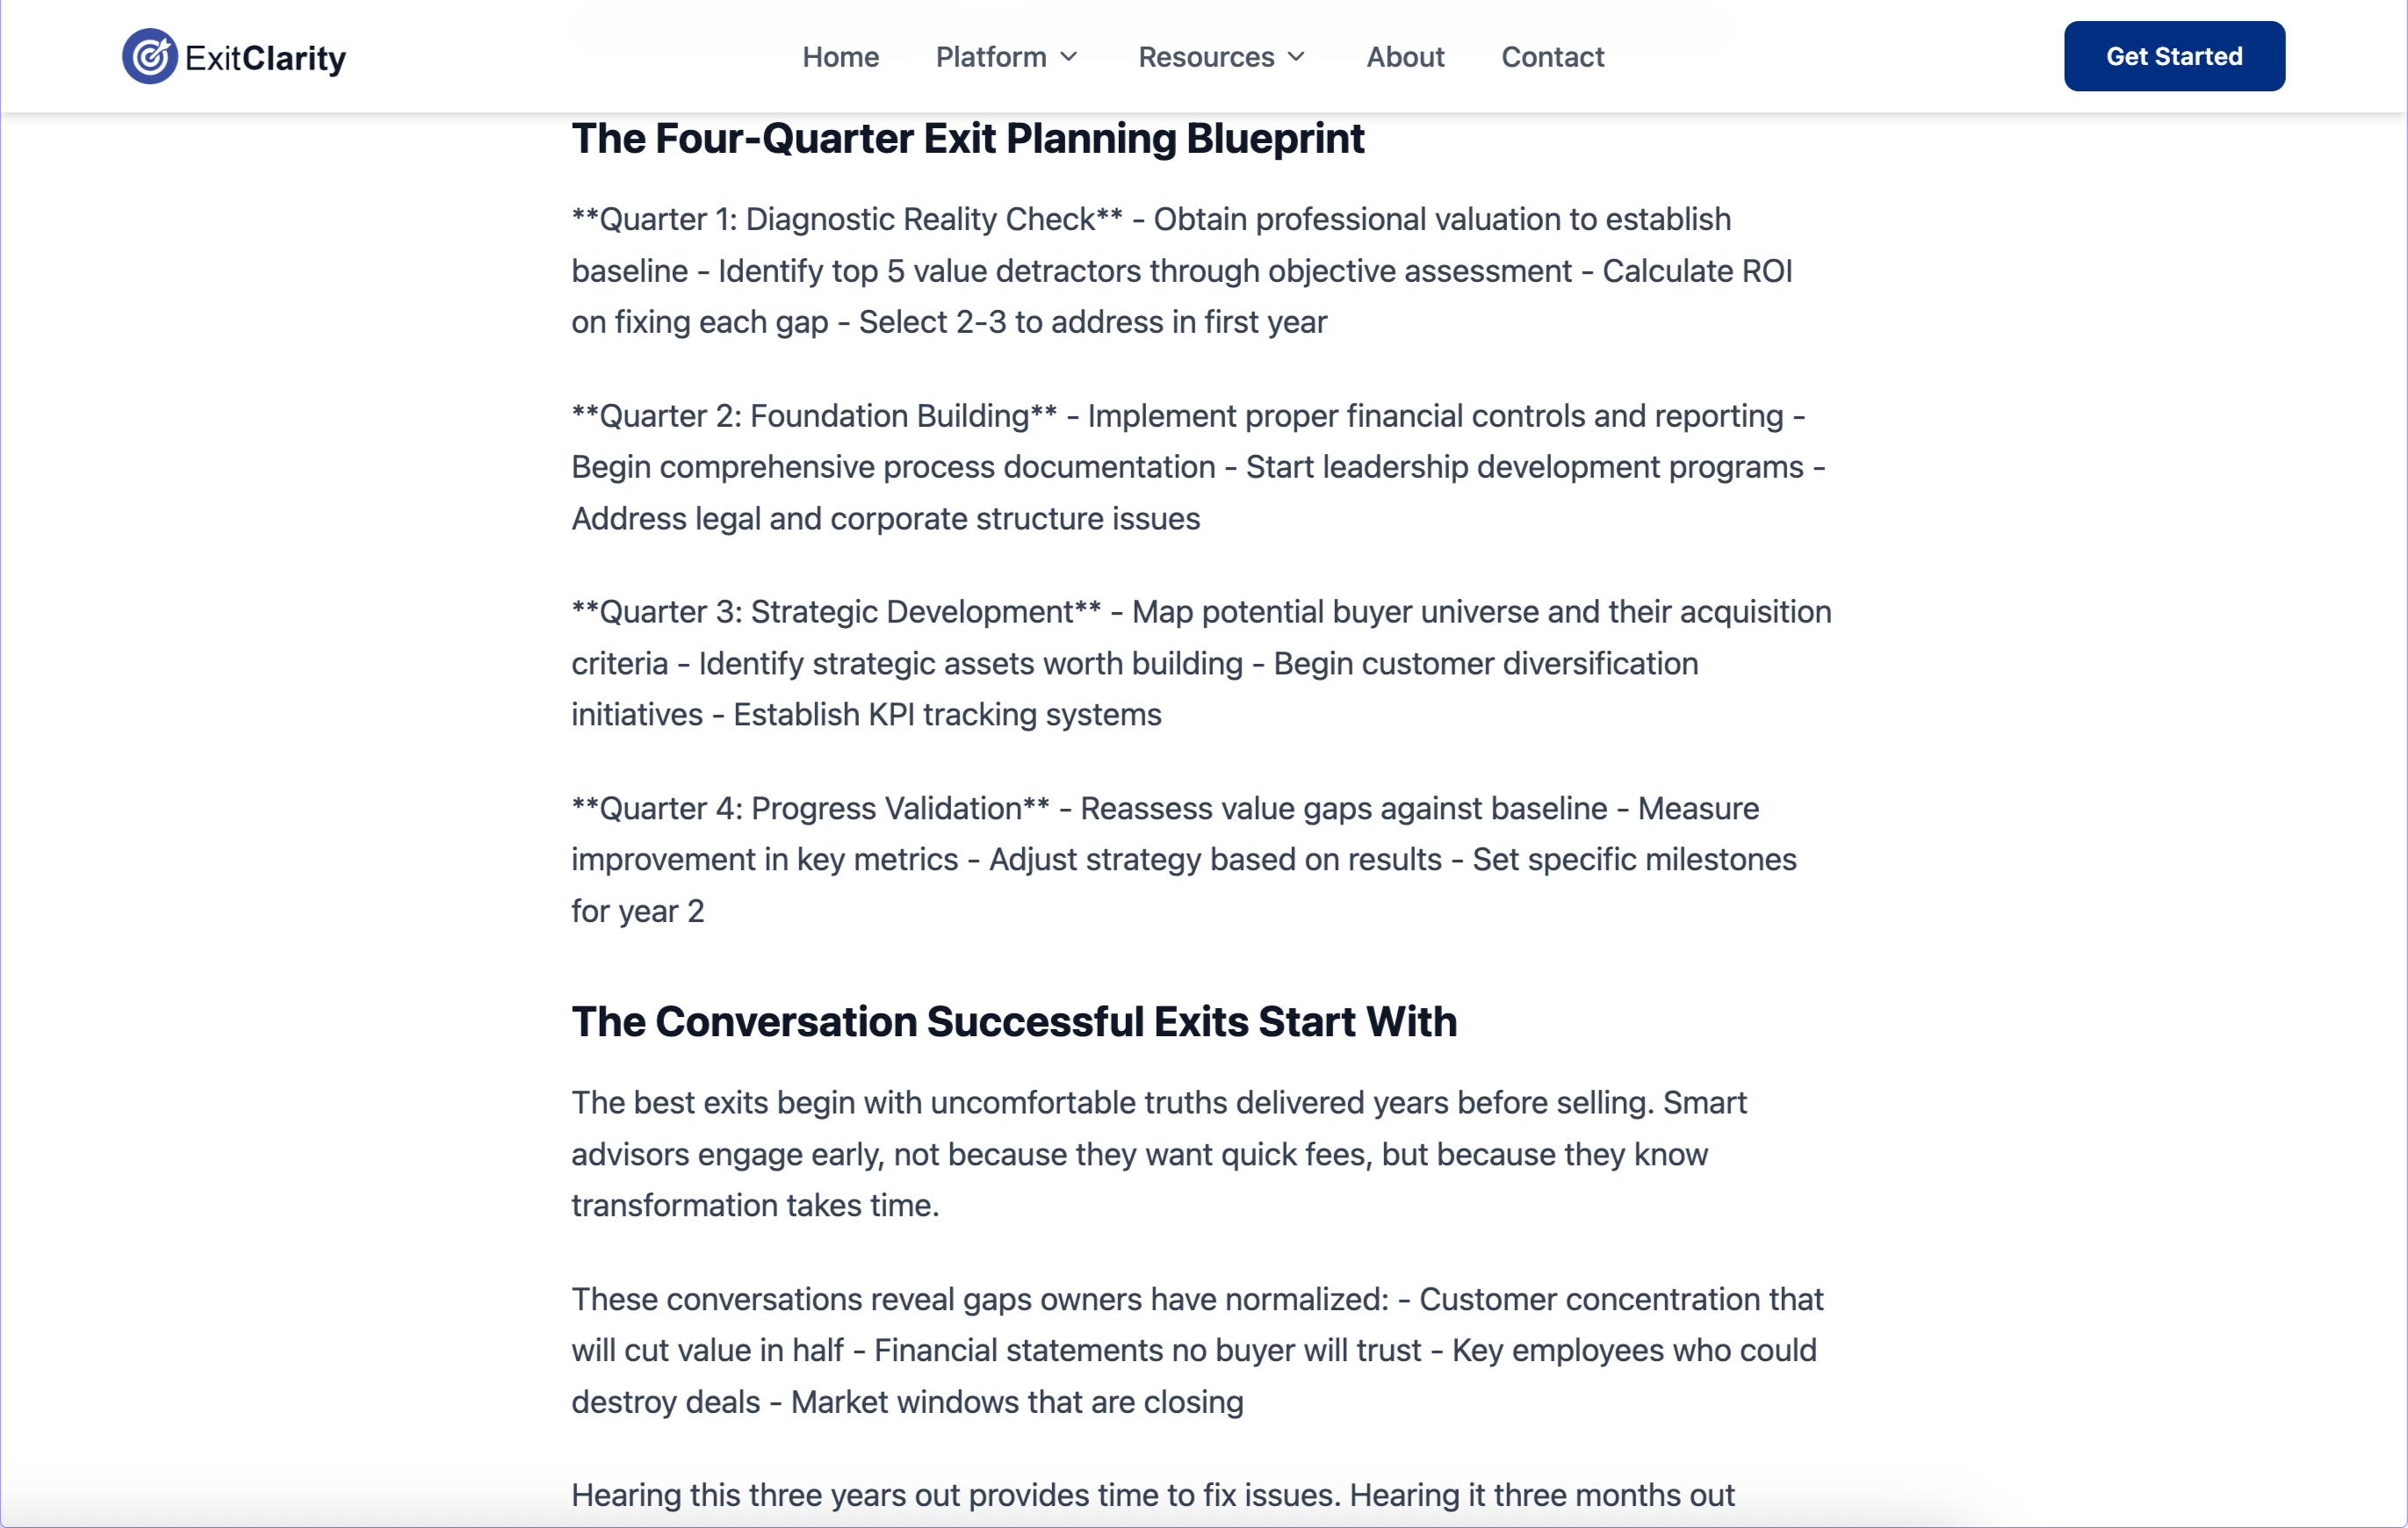 ExitClarity
Home
Platform
Resources
About
Contact
Get Started
The Four-Quarter Exit Planning Blueprint
**Quarter 1: Diagnostic Reality Check** - Obtain professional valuation to establish
baseline - Identify top 5 value detractors through objective assessment - Calculate ROI
on fixing each gap - Select 2-3 to address in first year
**Quarter 2: Foundation Building** - Implement proper financial controls and reporting -
Begin comprehensive process documentation - Start leadership development programs -
Address legal and corporate structure issues
**Quarter 3: Strategic Development** - Map potential buyer universe and their acquisition
criteria - Identify strategic assets worth building - Begin customer diversification
initiatives - Establish KPI tracking systems
**Quarter 4: Progress Validation** - Reassess value gaps against baseline - Measure
improvement in key metrics - Adjust strategy based on results - Set specific milestones
for year 2
The Conversation Successful Exits Start With
The best exits begin with uncomfortable truths delivered years before selling. Smart
advisors engage early, not because they want quick fees, but because they know
transformation takes time.
These conversations reveal gaps owners have normalized: - Customer concentration that
will cut value in half - Financial statements no buyer will trust - Key employees who could
destroy deals - Market windows that are closing
Hearing this three years out provides time to fix issues. Hearing it three months out